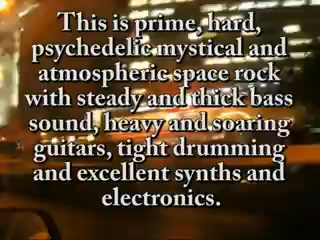 This is prime, hard,
psychedelic mystical and
atmospheric space rock
with steady and thick bass
sound, heavy and soaring
guitars, tight drumming
and excellent synths and
electronics.